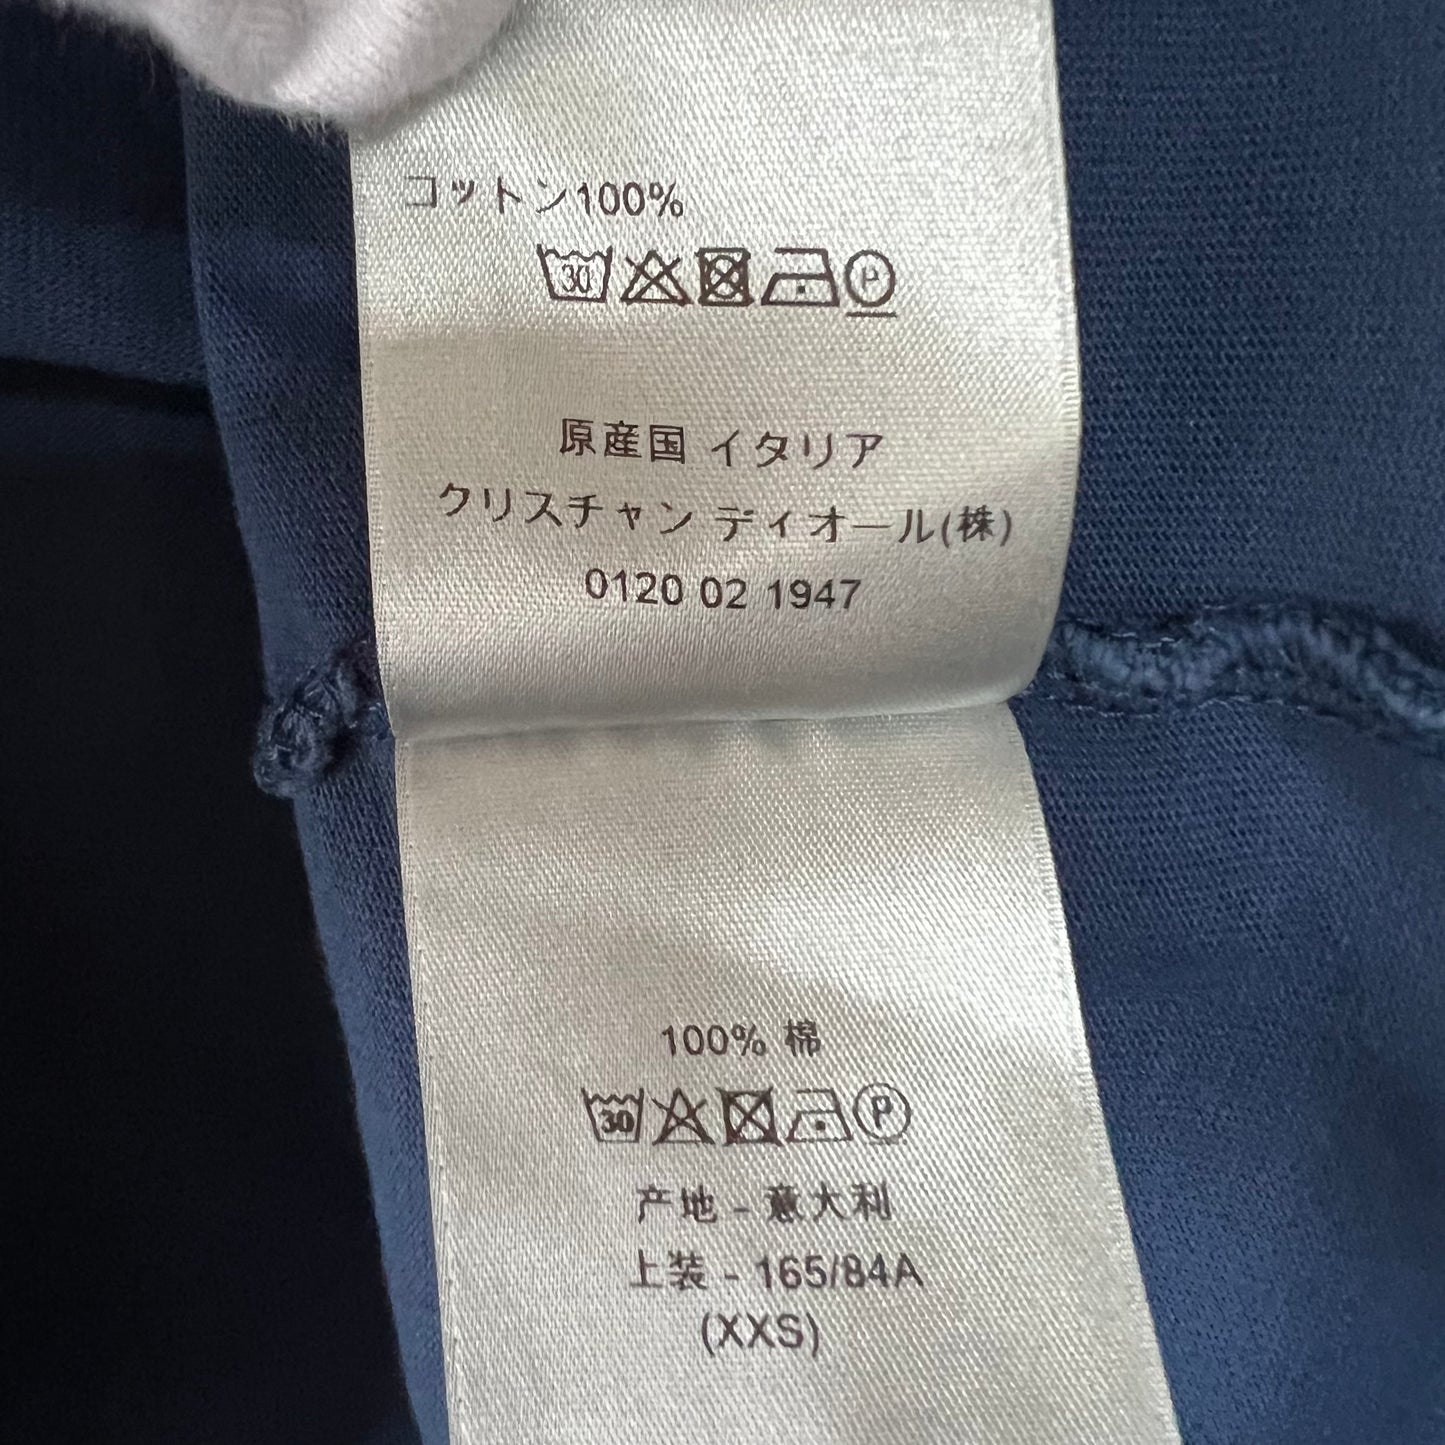 コットン100%
30 P
原産国 イタリア
クリスチャン ディオール(株)
0120 02 1947
100% 棉
30 P
产地 - 意大利
上装 - 165/84A
(XXS)